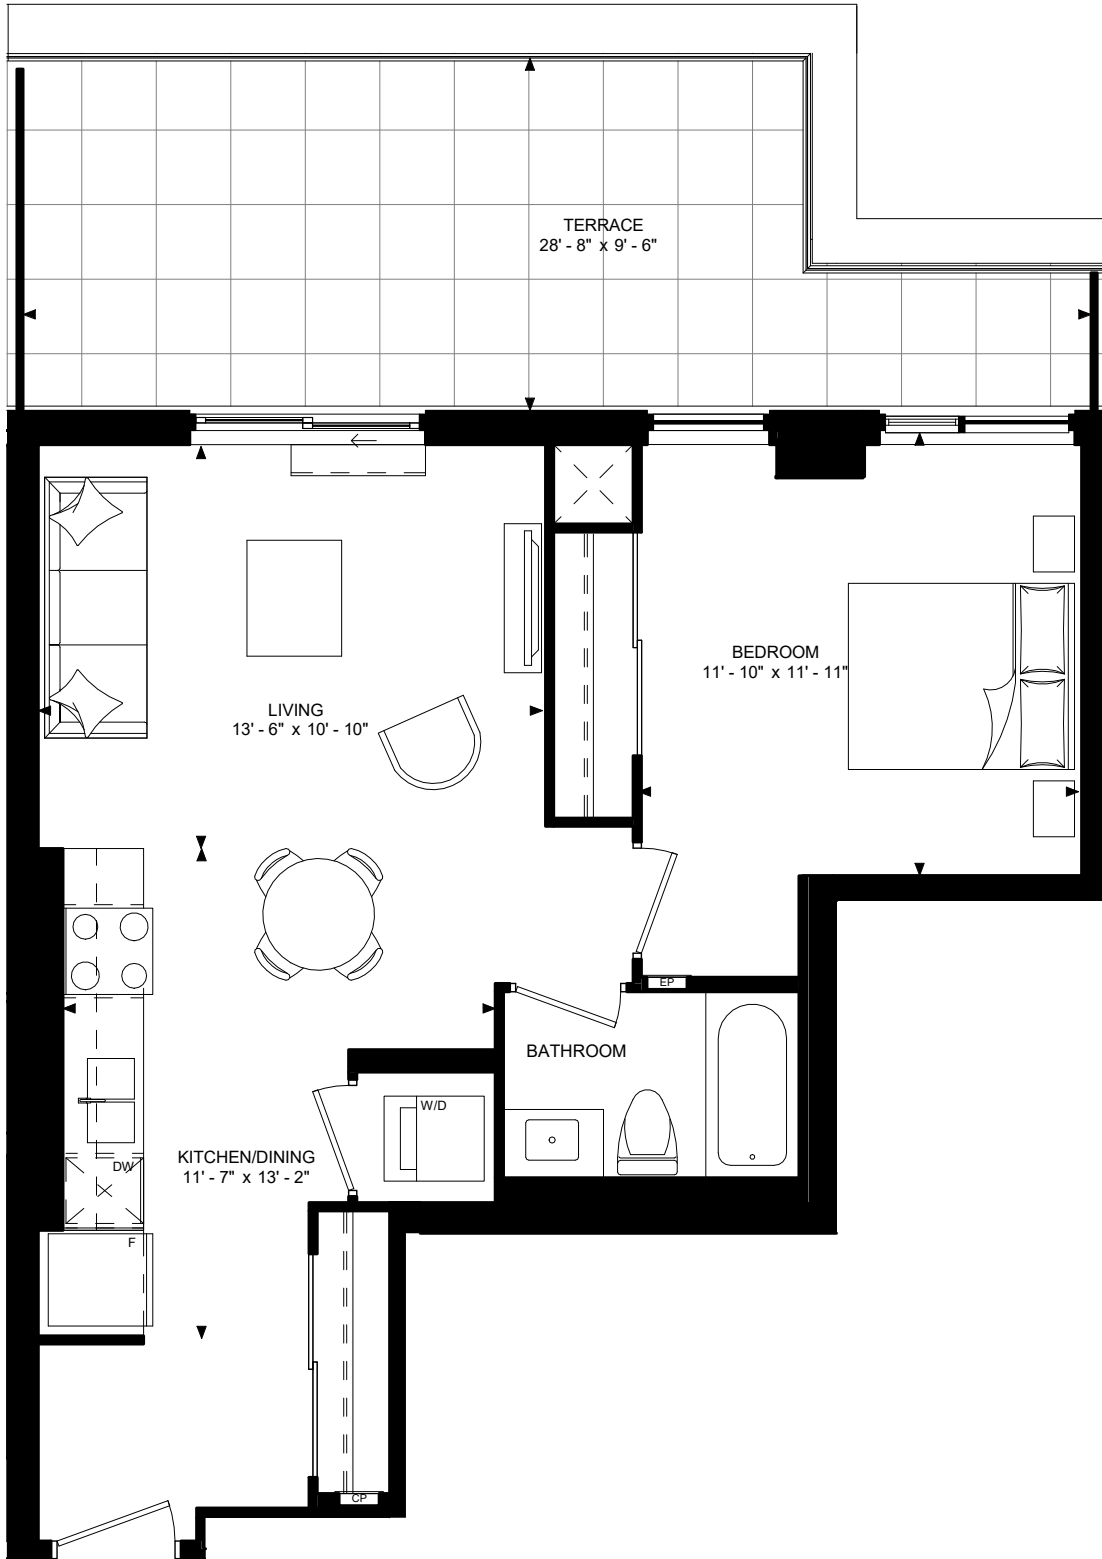 TERRACE
28' - 8" x 9' - 6"
BEDROOM
11' - 10" x 11' - 11"
LIVING
13' - 6" x 10' - 10"
EP
BATHROOM
W/D
KITCHEN/DINING
11' - 7" x 13' - 2"
DW
F
CP